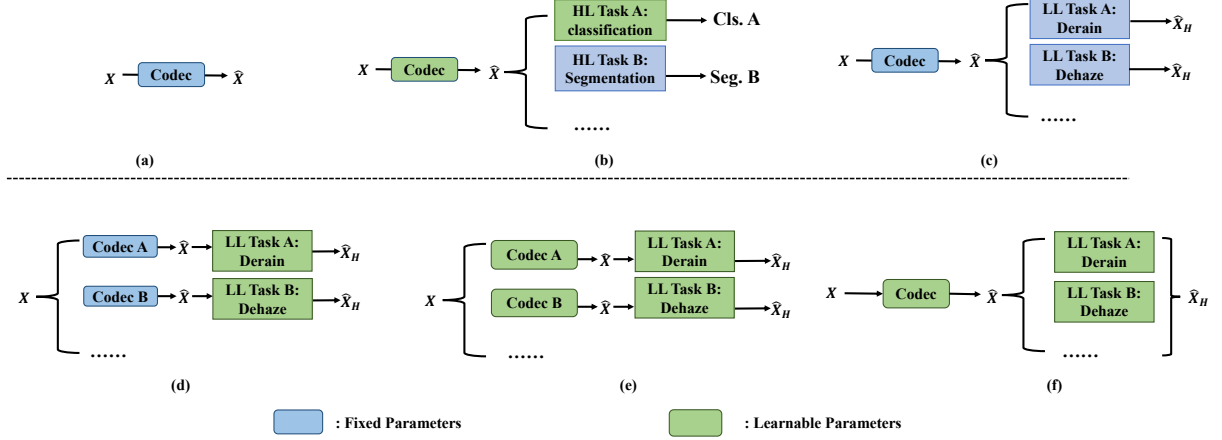 X Codec X̂
(a)
X Codec X̂
HL Task A:
classification
Cls. A
HL Task B:
Segmentation
Seg. B
......
(b)
X Codec X̂
LL Task A:
Derain
X̂_H
LL Task B:
Dehaze
X̂_H
......
(c)
X
Codec A X̂
LL Task A:
Derain
X̂_H
Codec B X̂
LL Task B:
Dehaze
X̂_H
......
(d)
X
Codec A X̂
LL Task A:
Derain
X̂_H
Codec B X̂
LL Task B:
Dehaze
X̂_H
......
(e)
X Codec X̂
LL Task A:
Derain
LL Task B:
Dehaze
X̂_H
......
(f)
: Fixed Parameters
: Learnable Parameters